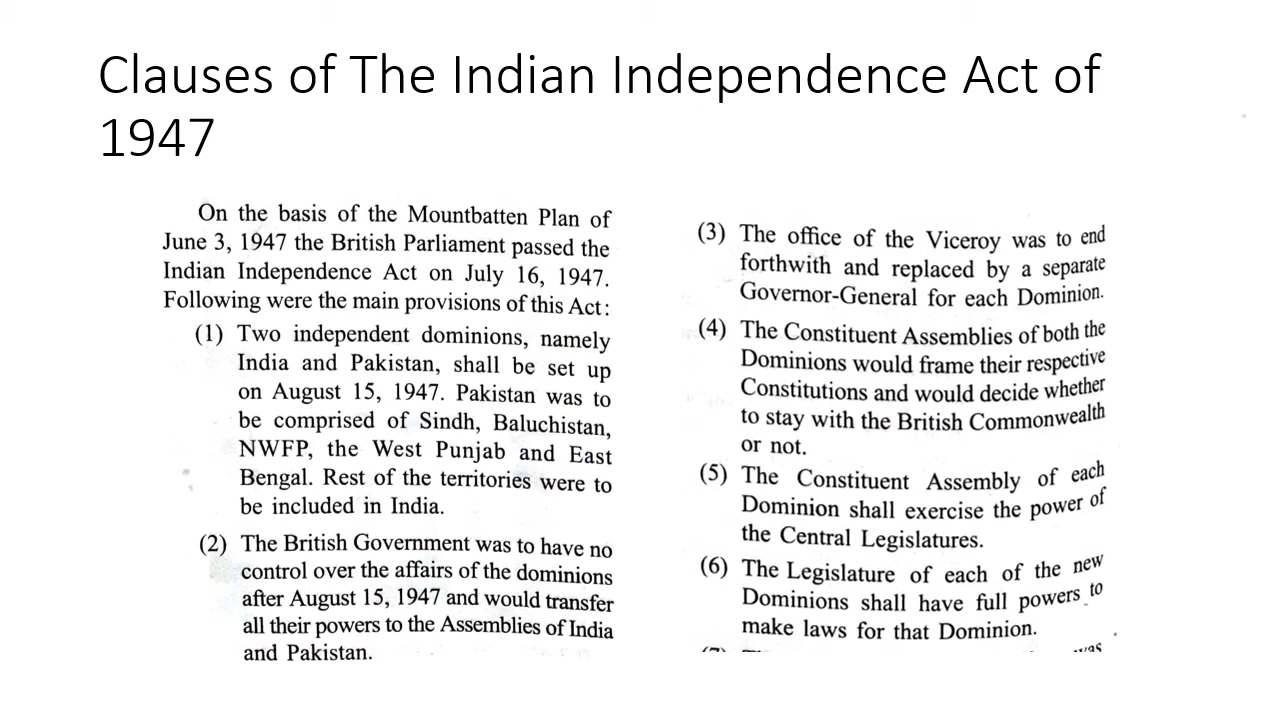 Clauses of The Indian Independence Act of
1947
On the basis of the Mountbatten Plan of
June 3, 1947 the British Parliament passed the
Indian Independence Act on July 16, 1947.
Following were the main provisions of this Act :
(1) Two independent dominions, namely
India and Pakistan, shall be set up
on August 15, 1947. Pakistan was to
be comprised of Sindh, Baluchistan,
NWFP, the West Punjab and East
Bengal. Rest of the territories were to
be included in India.
(2) The British Government was to have no
control over the affairs of the dominions
after August 15, 1947 and would transfer
all their powers to the Assemblies of India
and Pakistan.
(3) The office of the Viceroy was to end
forthwith and replaced by a separate
Governor-General for each Dominion.
(4) The Constituent Assemblies of both the
Dominions would frame their respective
Constitutions and would decide whether
to stay with the British Commonwealth
or not.
(5) The Constituent Assembly of each
Dominion shall exercise the power of
the Central Legislatures.
(6) The Legislature of each of the new
Dominions shall have full powers to
make laws for that Dominion.
was